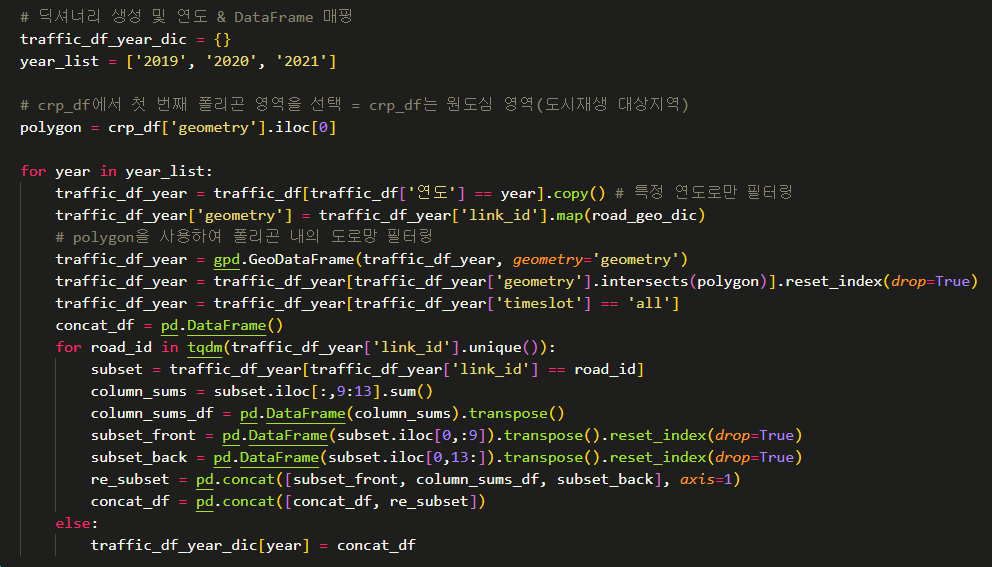 # 딕셔너리 생성 및 연도 & DataFrame 매핑
traffic_df_year_dic = {}
year_list = ['2019', '2020', '2021']
# crp_df에서 첫 번째 폴리곤 영역을 선택 = crp_df는 원도심 영역(도시재생 대상지역)
polygon = crp_df['geometry'].iloc[0]
for year in year_list:
    traffic_df_year = traffic_df[traffic_df['연도'] == year].copy() # 특정 연도로만 필터링
    traffic_df_year['geometry'] = traffic_df_year['link_id'].map(road_geo_dic)
    # polygon을 사용하여 폴리곤 내의 도로망 필터링
    traffic_df_year = gpd.GeoDataFrame(traffic_df_year, geometry='geometry')
    traffic_df_year = traffic_df_year[traffic_df_year['geometry'].intersects(polygon)].reset_index(drop=True)
    traffic_df_year = traffic_df_year[traffic_df_year['timeslot'] == 'all']
    concat_df = pd.DataFrame()
    for road_id in tqdm(traffic_df_year['link_id'].unique()):
        subset = traffic_df_year[traffic_df_year['link_id'] == road_id]
        column_sums = subset.iloc[:,9:13].sum()
        column_sums_df = pd.DataFrame(column_sums).transpose()
        subset_front = pd.DataFrame(subset.iloc[0,:9]).transpose().reset_index(drop=True)
        subset_back = pd.DataFrame(subset.iloc[0,13:]).transpose().reset_index(drop=True)
        re_subset = pd.concat([subset_front, column_sums_df, subset_back], axis=1)
        concat_df = pd.concat([concat_df, re_subset])
    else:
        traffic_df_year_dic[year] = concat_df